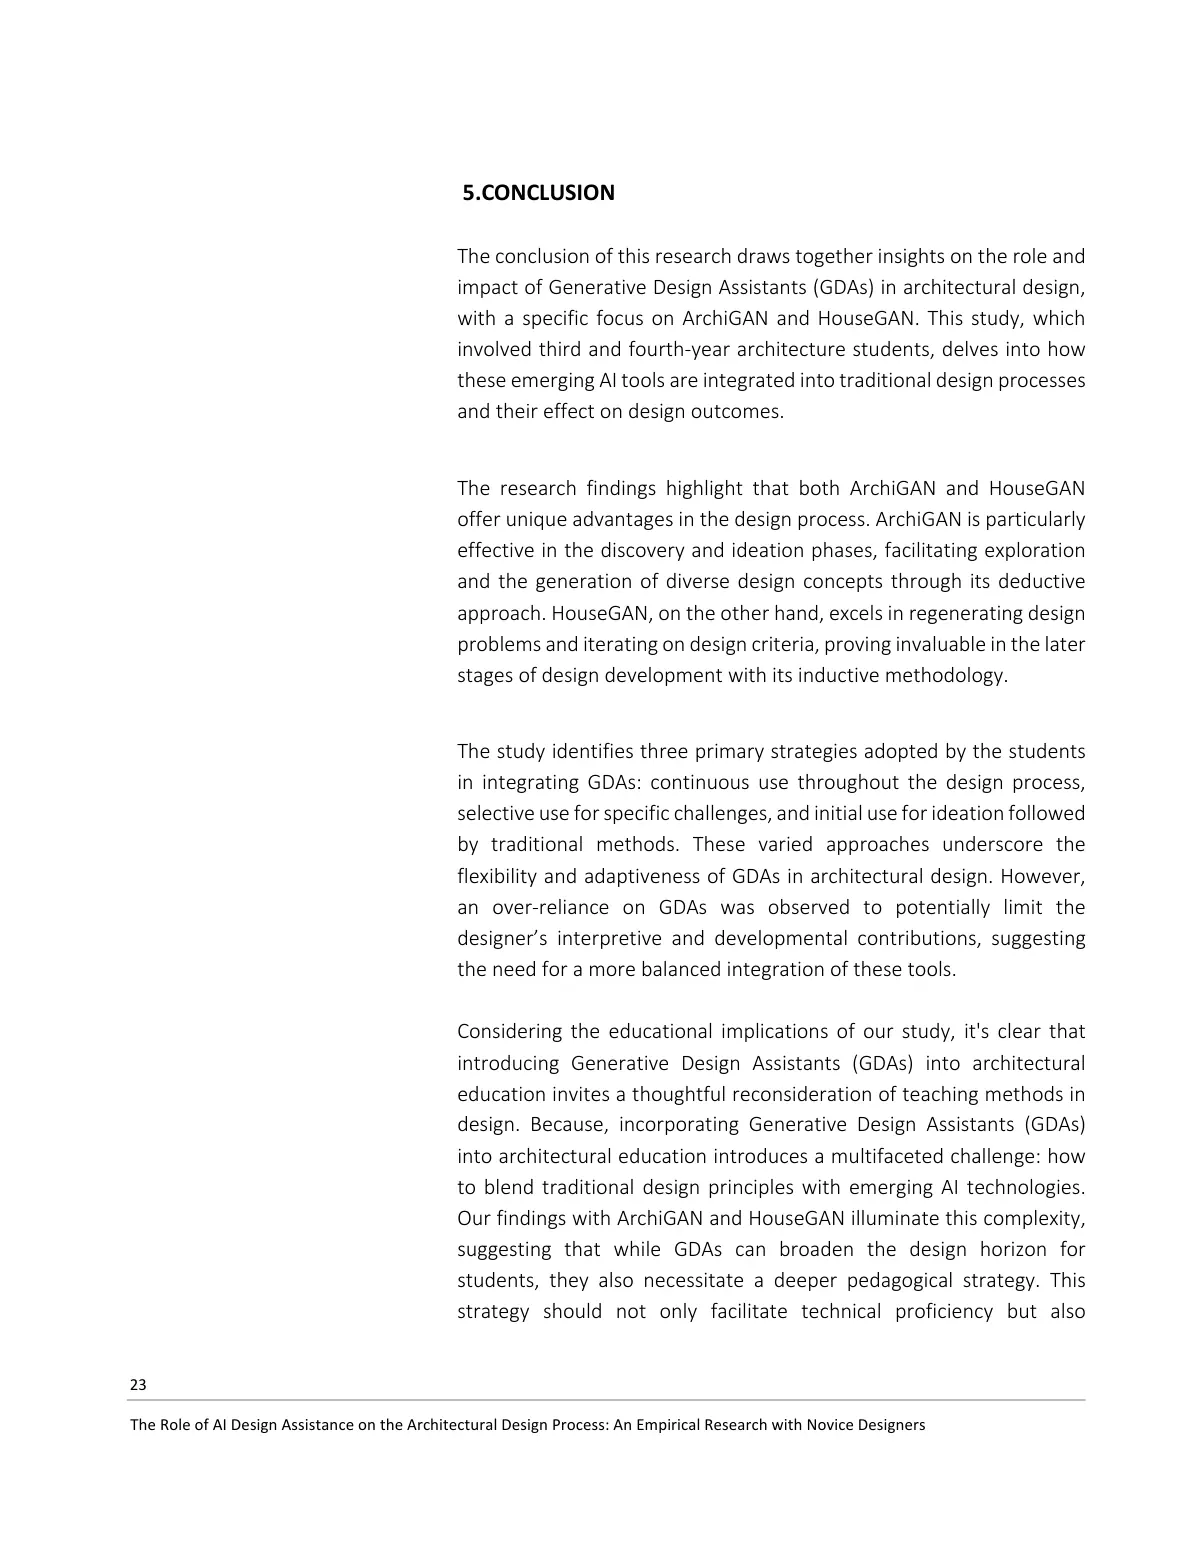 5.CONCLUSION
The conclusion of this research draws together insights on the role and
impact of Generative Design Assistants (GDAs) in architectural design,
with a specific focus on ArchiGAN and HouseGAN. This study, which
involved third and fourth-year architecture students, delves into how
these emerging AI tools are integrated into traditional design processes
and their effect on design outcomes.
The research findings highlight that both ArchiGAN and HouseGAN
offer unique advantages in the design process. ArchiGAN is particularly
effective in the discovery and ideation phases, facilitating exploration
and the generation of diverse design concepts through its deductive
approach. HouseGAN, on the other hand, excels in regenerating design
problems and iterating on design criteria, proving invaluable in the later
stages of design development with its inductive methodology.
The study identifies three primary strategies adopted by the students
in integrating GDAs: continuous use throughout the design process,
selective use for specific challenges, and initial use for ideation followed
by traditional methods. These varied approaches underscore the
flexibility and adaptiveness of GDAs in architectural design. However,
an over-reliance on GDAs was observed to potentially limit the
designer’s interpretive and developmental contributions, suggesting
the need for a more balanced integration of these tools.
Considering the educational implications of our study, it's clear that
introducing Generative Design Assistants (GDAs) into architectural
education invites a thoughtful reconsideration of teaching methods in
design. Because, incorporating Generative Design Assistants (GDAs)
into architectural education introduces a multifaceted challenge: how
to blend traditional design principles with emerging AI technologies.
Our findings with ArchiGAN and HouseGAN illuminate this complexity,
suggesting that while GDAs can broaden the design horizon for
students, they also necessitate a deeper pedagogical strategy. This
strategy should not only facilitate technical proficiency but also
23
The Role of AI Design Assistance on the Architectural Design Process: An Empirical Research with Novice Designers